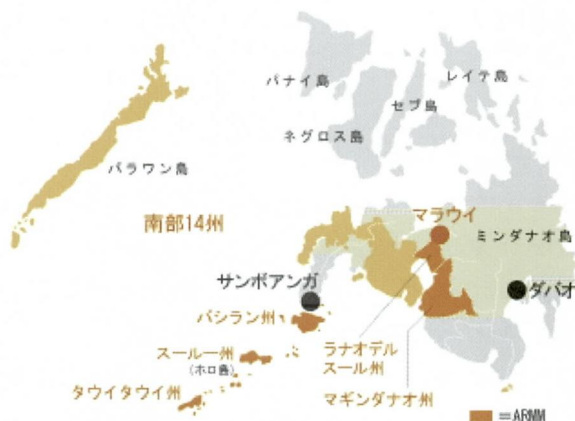 パナイ島
レイテ島
セブ島
ネグロス島
パラワン島
南部14州
マラウイ
ミンダナオ島
サンボアンガ
ダバオ
バシラン州
スールー州
(ホロ島)
ラナオデル
スール州
タウイタウイ州
マギンダナオ州
=ARMM